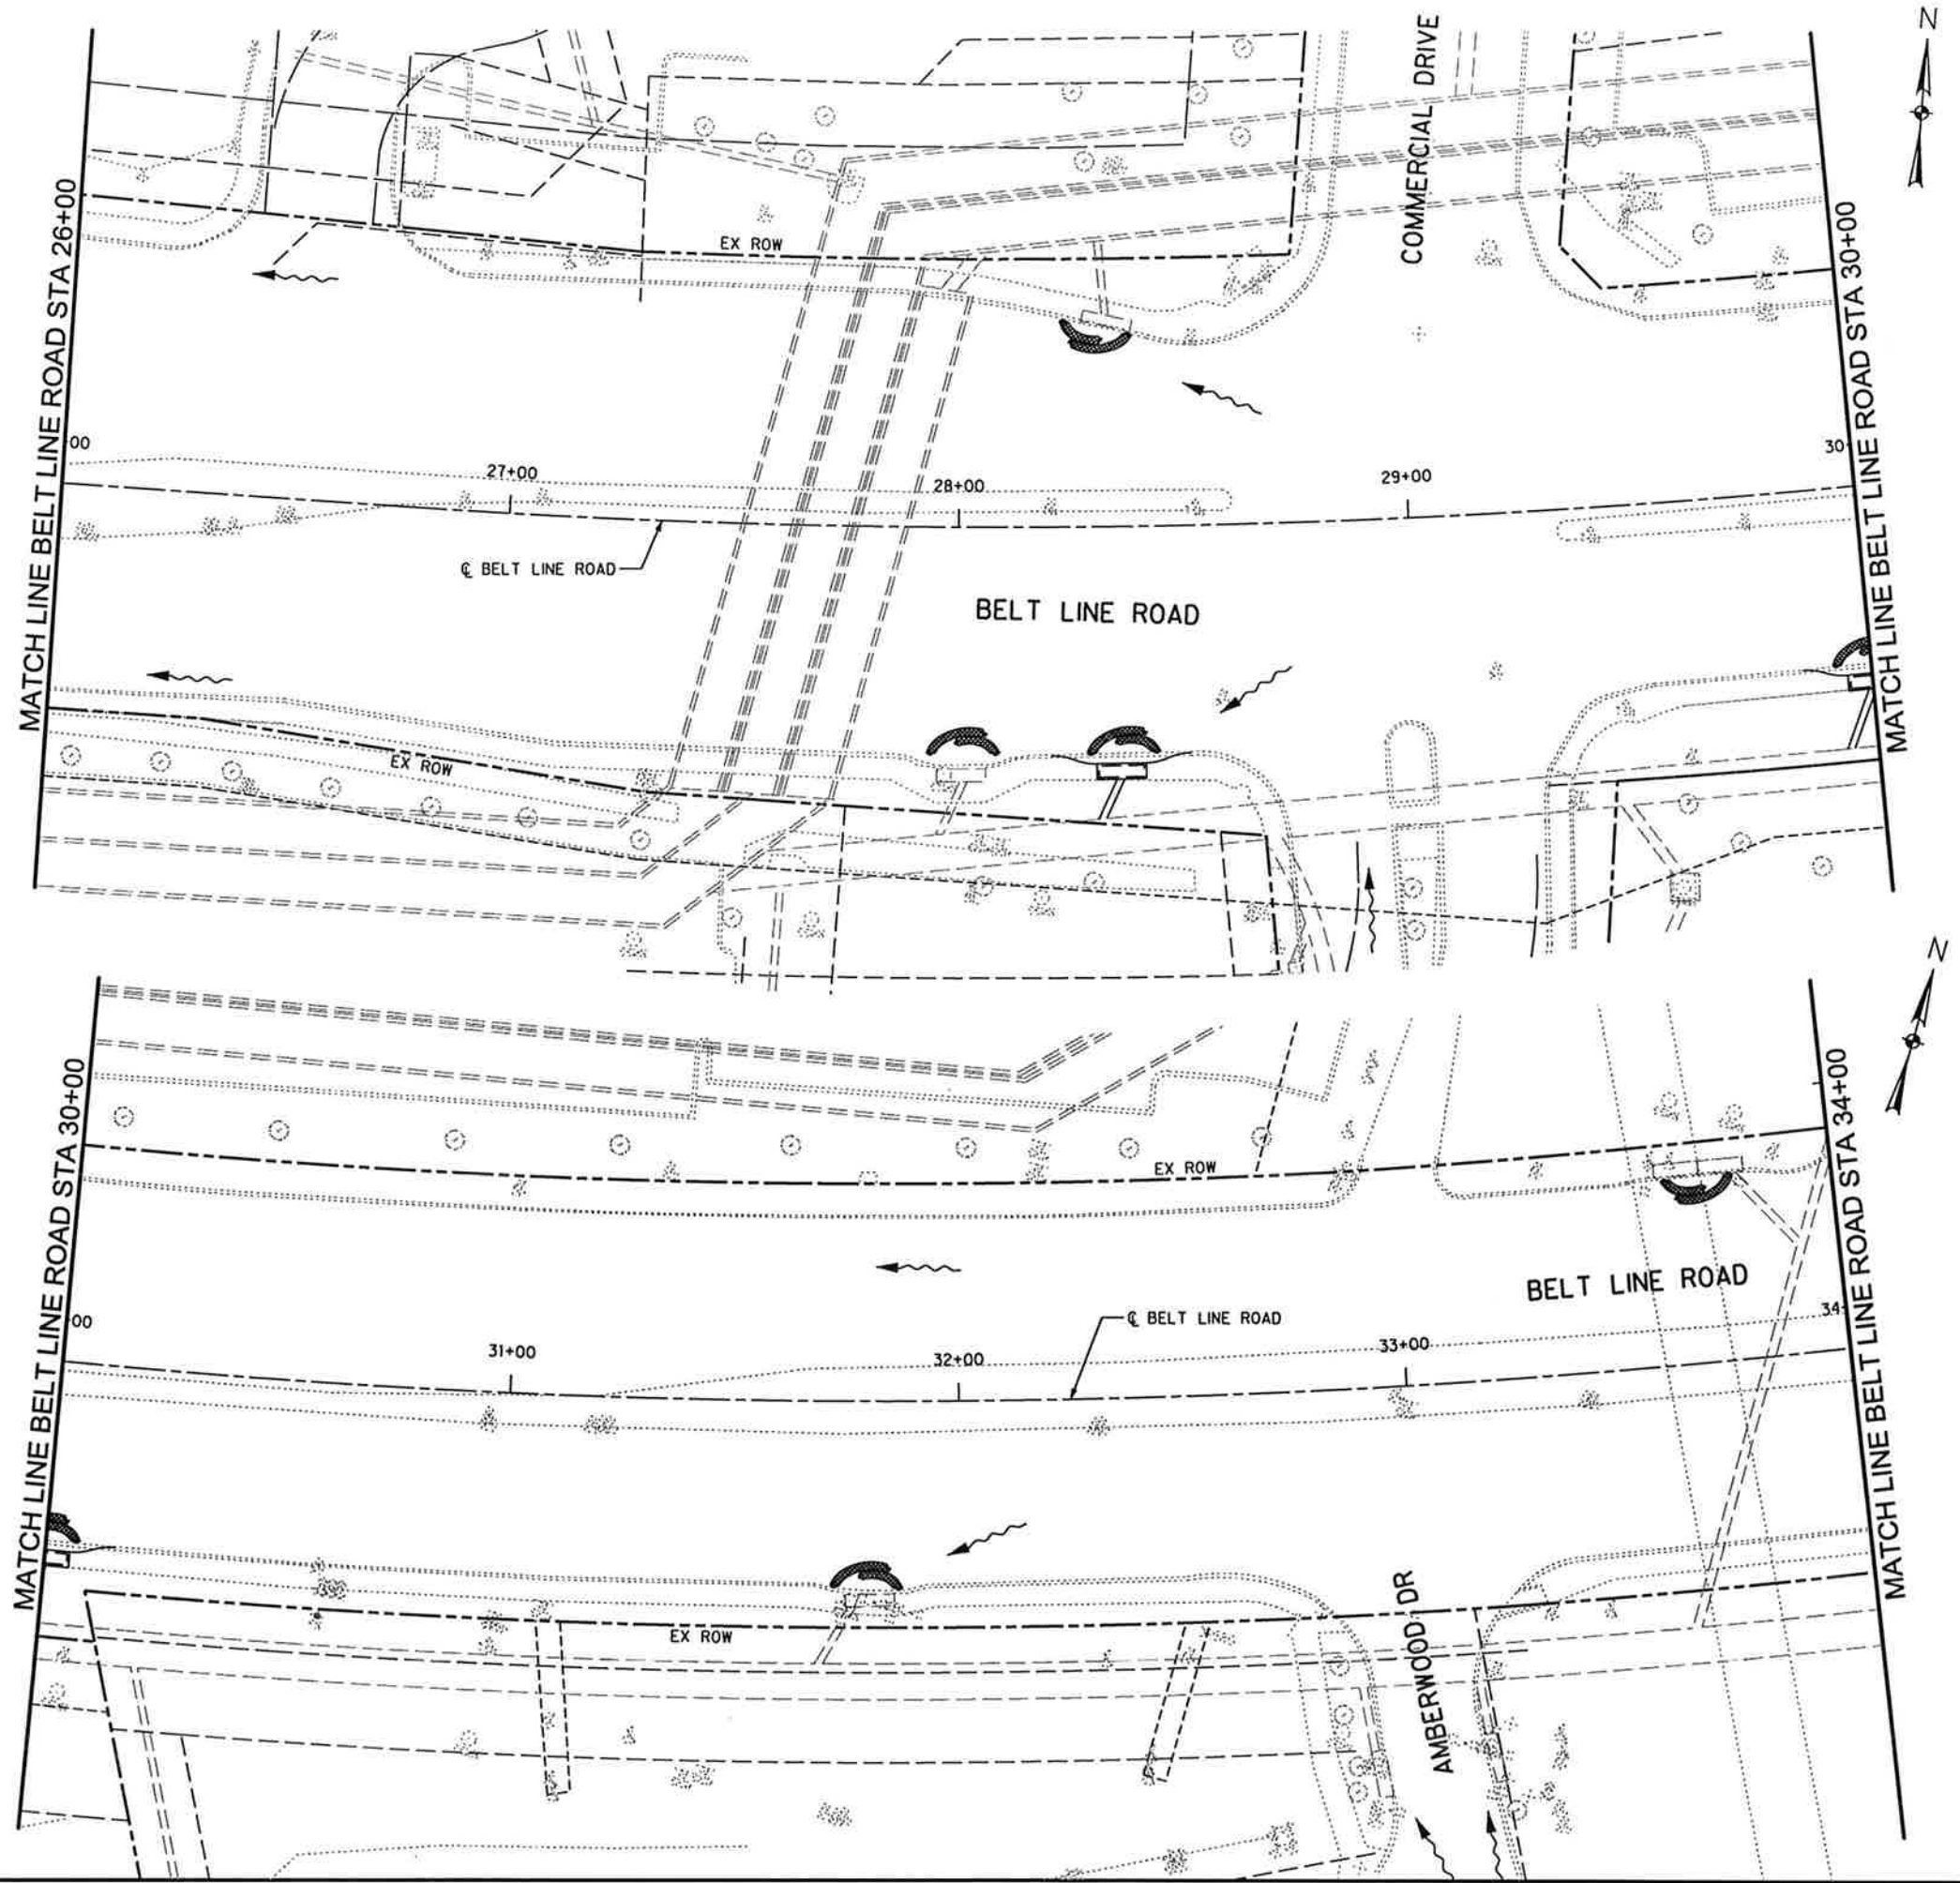 N
COMMERCIAL DRIVE
MATCH LINE BELT LINE ROAD STA 26+00
EX ROW
MATCH LINE BELT LINE ROAD STA 30+00
00
27+00
28+00
29+00
30
℄ BELT LINE ROAD
BELT LINE ROAD
EX ROW
N
MATCH LINE BELT LINE ROAD STA 30+00
EX ROW
MATCH LINE BELT LINE ROAD STA 34+00
BELT LINE ROAD
00
31+00
32+00
℄ BELT LINE ROAD
33+00
34
EX ROW
AMBERWOOD DR